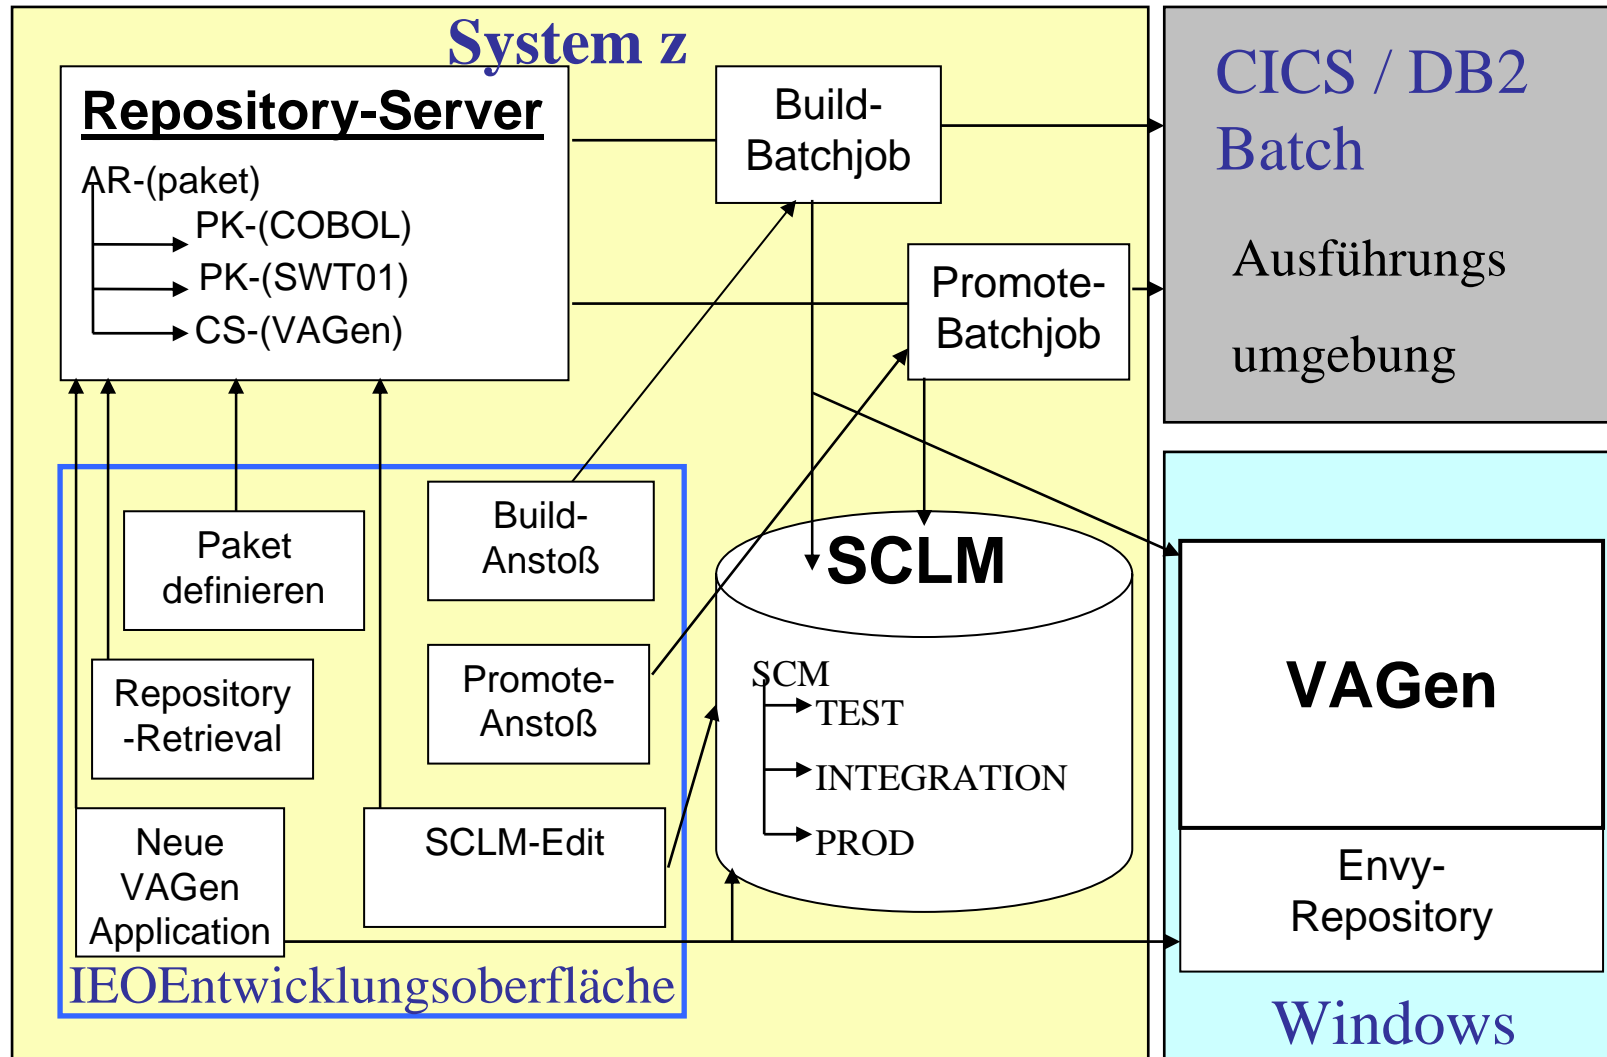 System z
Repository-Server
AR-(paket)
PK-(COBOL)
PK-(SWT01)
CS-(VAGen)
Build-
Batchjob
Promote-
Batchjob
CICS / DB2
Batch
Ausführungs
umgebung
Paket
definieren
Build-
Anstoß
Repository
-Retrieval
Promote-
Anstoß
Neue
VAGen
Application
SCLM-Edit
IEOEntwicklungsoberfläche
SCLM
SCM
TEST
INTEGRATION
PROD
VAGen
Envy-
Repository
Windows